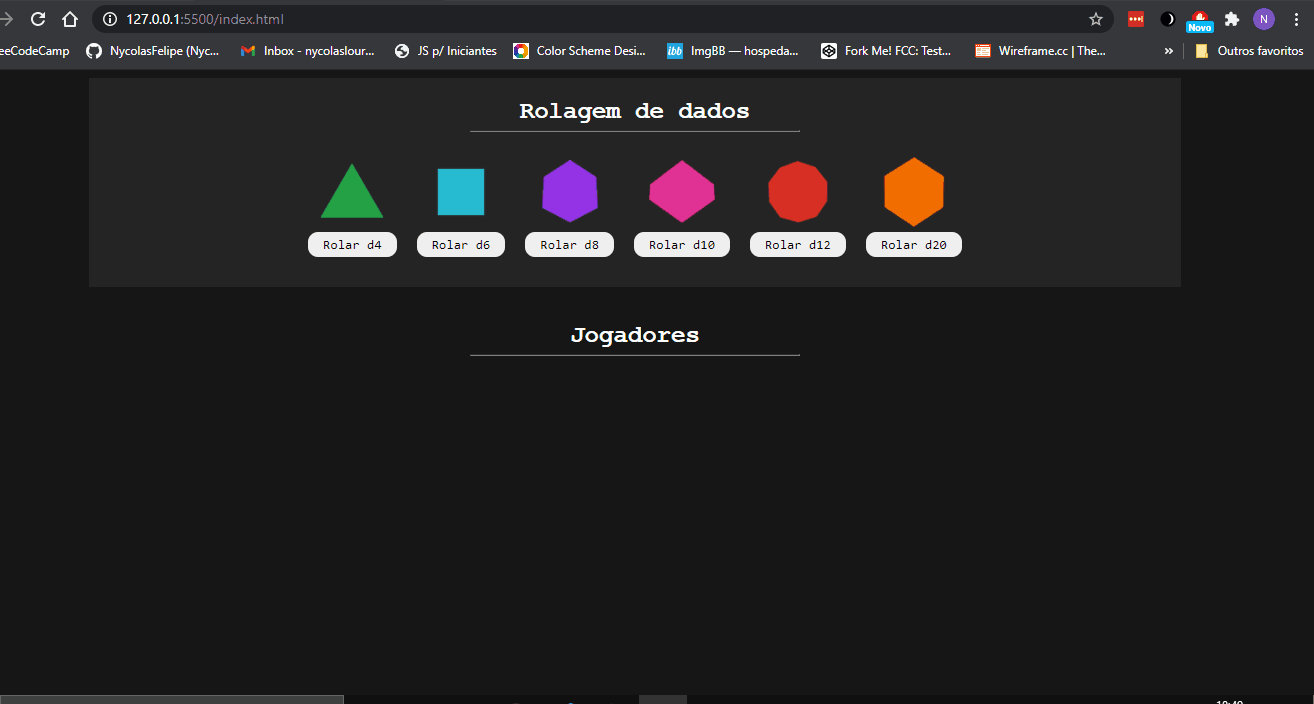 127.0.0.1:5500/index.html
N
Novo
eeCodeCamp NycolasFelipe (Nyc... Inbox - nycolaslour... JS p/ Iniciantes Color Scheme Desi... ibb ImgBB — hospeda... Fork Me! FCC: Test... Wireframe.cc | The... » Outros favoritos
Rolagem de dados
Rolar d4 Rolar d6 Rolar d8 Rolar d10 Rolar d12 Rolar d20
Jogadores